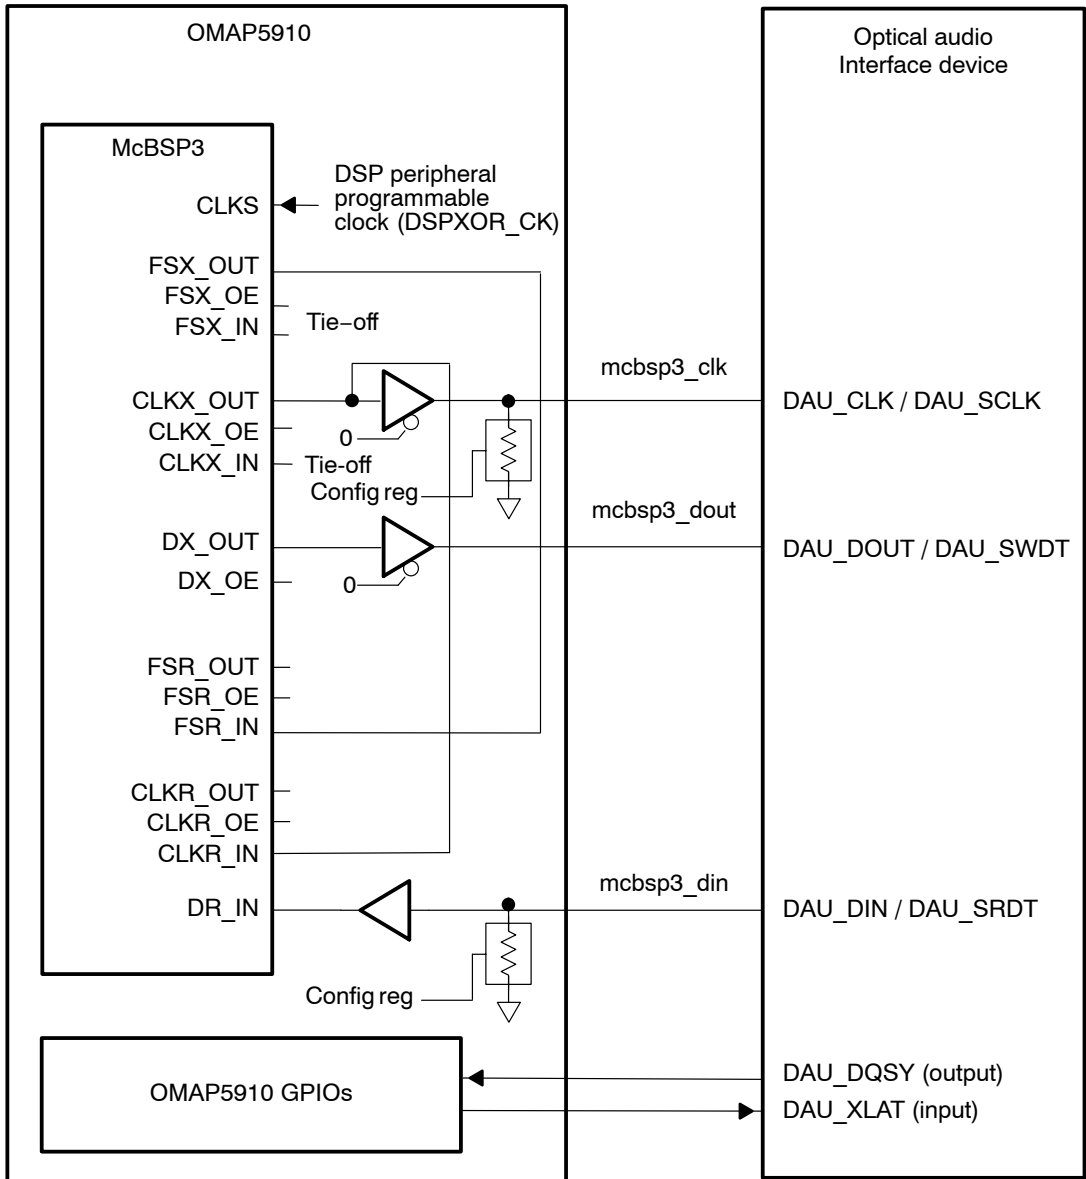 OMAP5910
Optical audio
Interface device
McBSP3
CLKS
DSP peripheral
programmable
clock (DSPXOR_CK)
FSX_OUT
FSX_OE
FSX_IN
Tie−off
mcbsp3_clk
CLKX_OUT
DAU_CLK / DAU_SCLK
CLKX_OE
0
CLKX_IN
Tie-off
Config reg
mcbsp3_dout
DX_OUT
DAU_DOUT / DAU_SWDT
DX_OE
0
FSR_OUT
FSR_OE
FSR_IN
CLKR_OUT
CLKR_OE
CLKR_IN
mcbsp3_din
DR_IN
DAU_DIN / DAU_SRDT
Config reg
OMAP5910 GPIOs
DAU_DQSY (output)
DAU_XLAT (input)